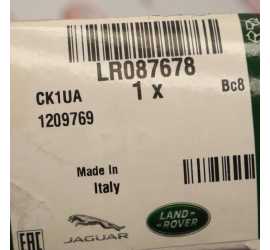 LR087678
1 x
Bc8
CK1UA
1209769
Made in
Italy
EAC
JAGUAR
LAND-
ROVER